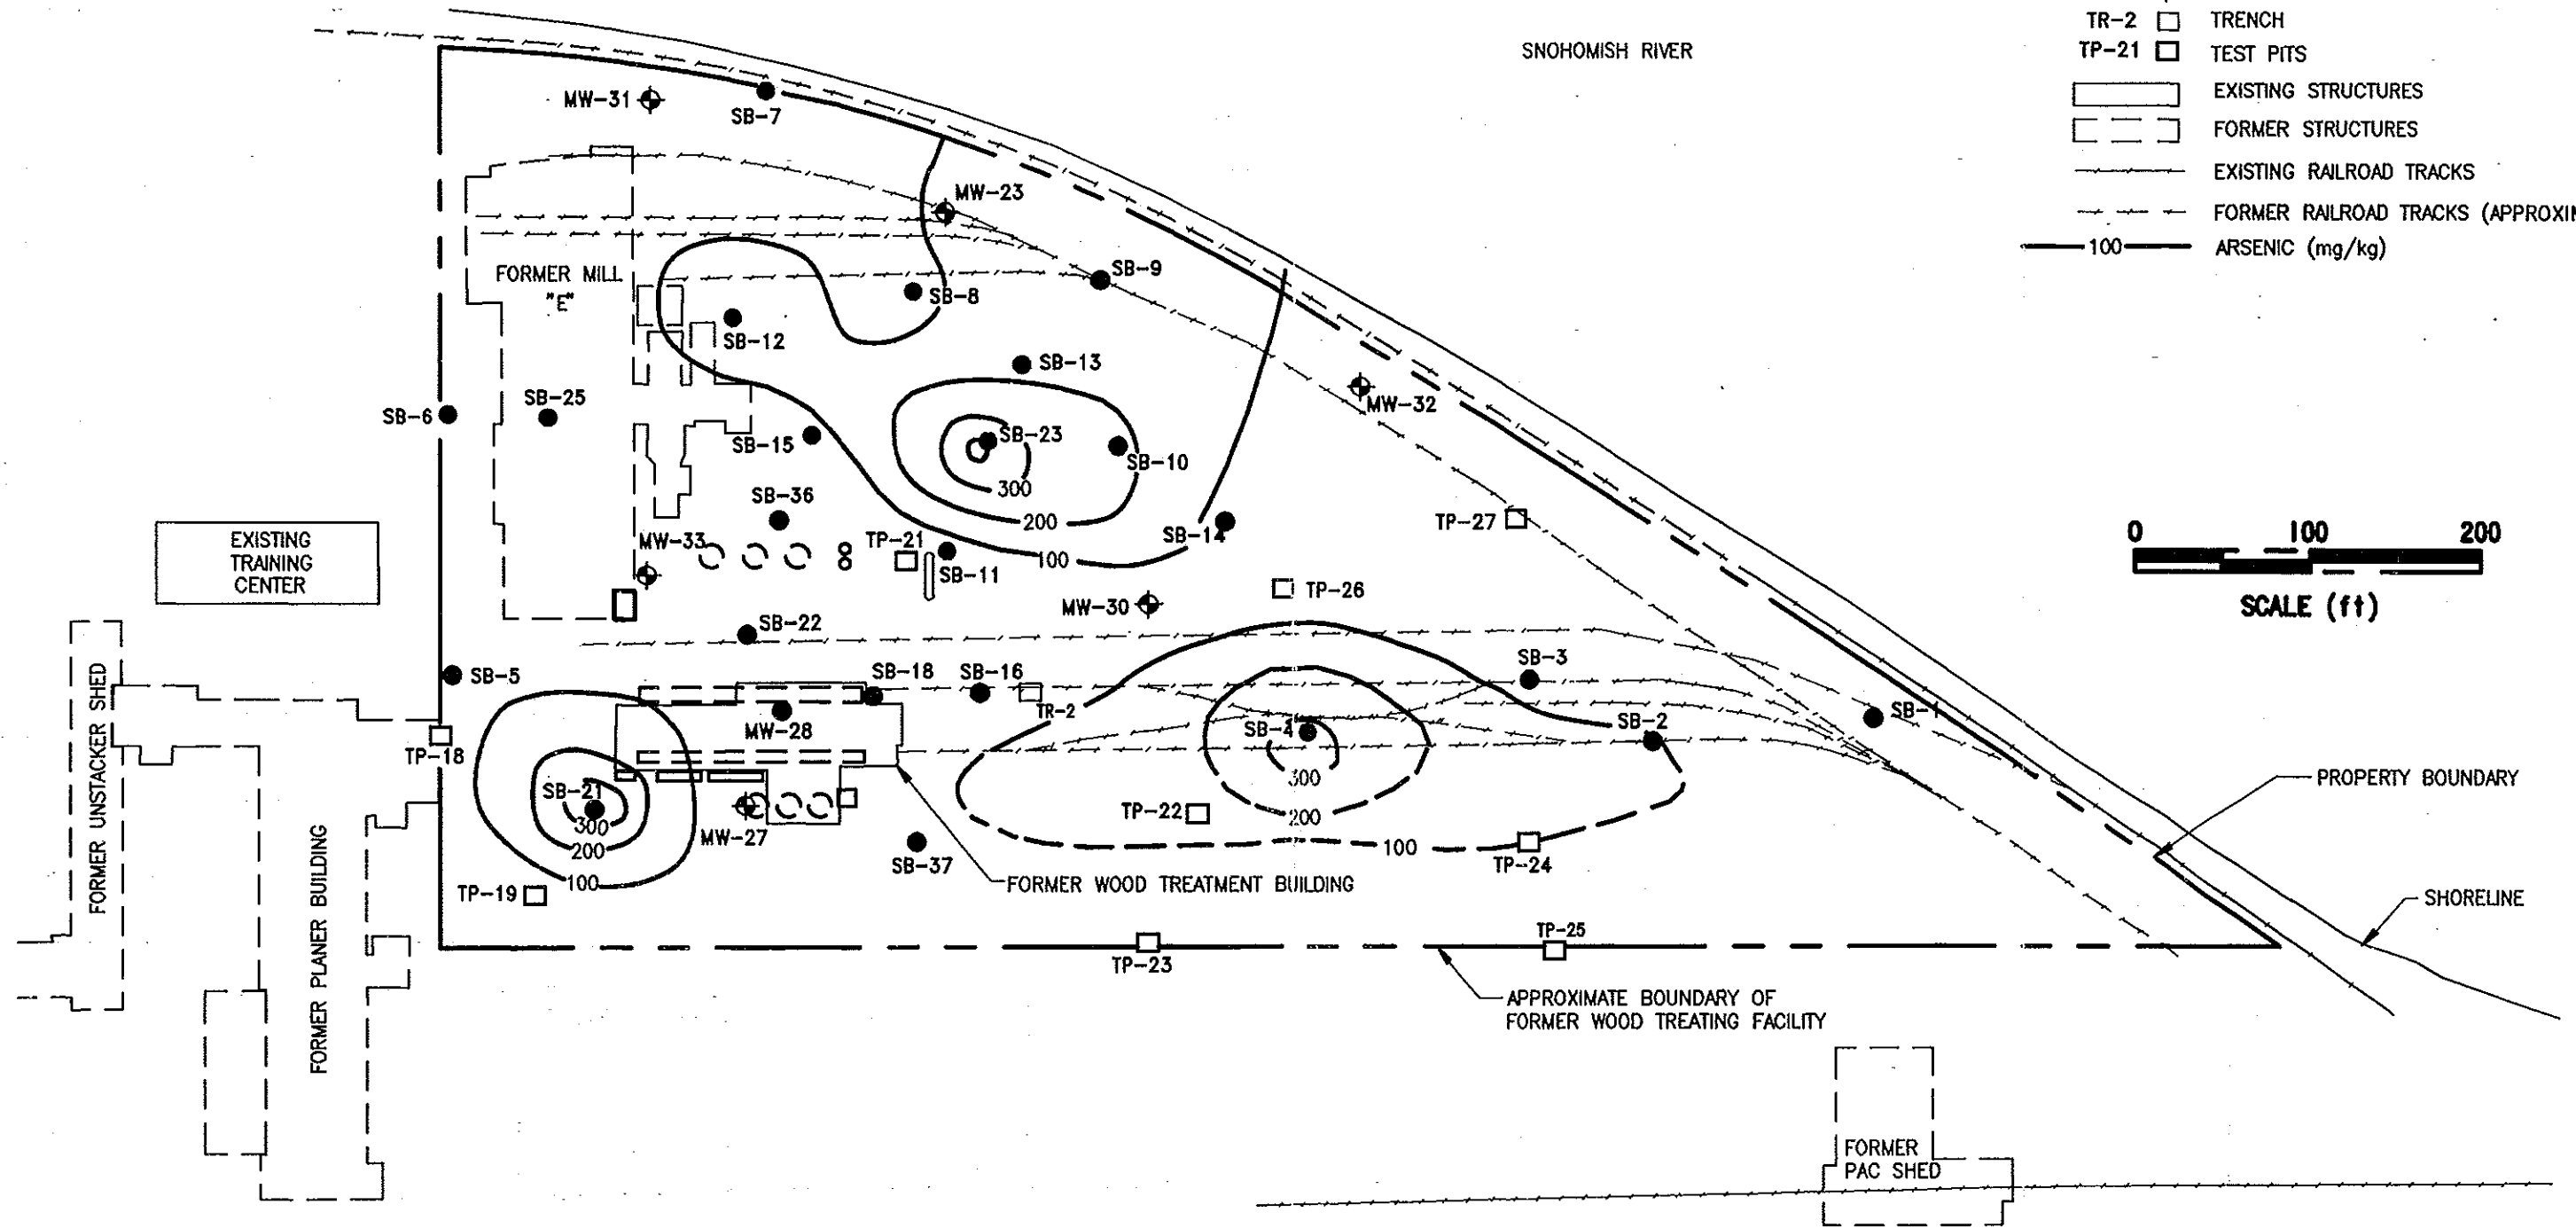 SNOHOMISH RIVER
TR-2 TRENCH
TP-21 TEST PITS
EXISTING STRUCTURES
FORMER STRUCTURES
EXISTING RAILROAD TRACKS
FORMER RAILROAD TRACKS (APPROXIM
100 ARSENIC (mg/kg)
MW-31
SB-7
MW-23
FORMER MILL
"E"
SB-9
SB-8
SB-12
SB-13
MW-32
SB-6
SB-25
SB-15
SB-23
SB-10
300
SB-36
200
SB-14
TP-27
0 100 200
SCALE (ft)
EXISTING
TRAINING
CENTER
MW-33
TP-21
100
SB-11
MW-30
TP-26
SB-22
SB-5
SB-18
SB-16
TR-2
SB-3
SB-2
SB-1
FORMER UNSTACKER SHED
TP-18
MW-28
SB-4
300
PROPERTY BOUNDARY
SB-21
300
200
100
MW-27
TP-22
200
100
TP-24
SB-37
TP-19
FORMER WOOD TREATMENT BUILDING
SHORELINE
FORMER PLANER BUILDING
TP-23
TP-25
APPROXIMATE BOUNDARY OF
FORMER WOOD TREATING FACILITY
FORMER
PAC SHED